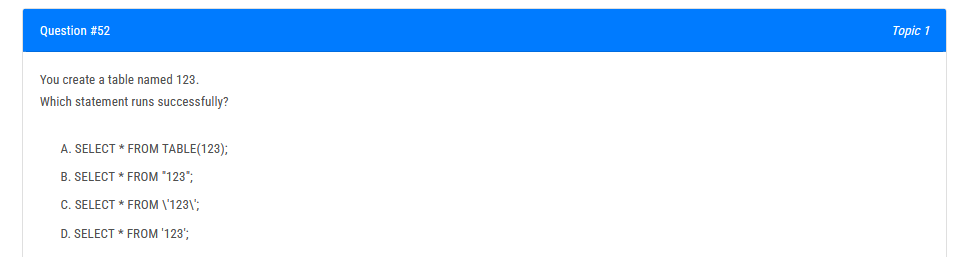 Question #52 Topic 1
You create a table named 123.
Which statement runs successfully?
A. SELECT * FROM TABLE(123);
B. SELECT * FROM "123";
C. SELECT * FROM \'123\';
D. SELECT * FROM '123';